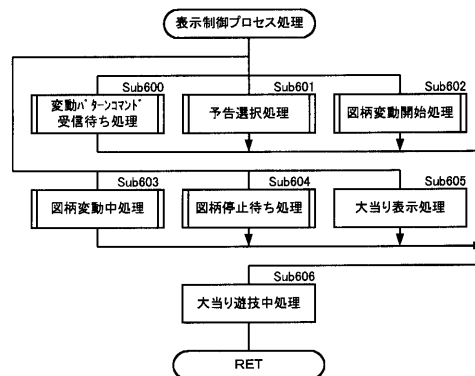 表示制御プロセス処理
Sub600
Sub601
Sub602
変動パターンコマンド
受信待ち処理
予告選択処理
図柄変動開始処理
Sub603
Sub604
Sub605
図柄変動中処理
図柄停止待ち処理
大当り表示処理
Sub606
大当り遊技中処理
RET